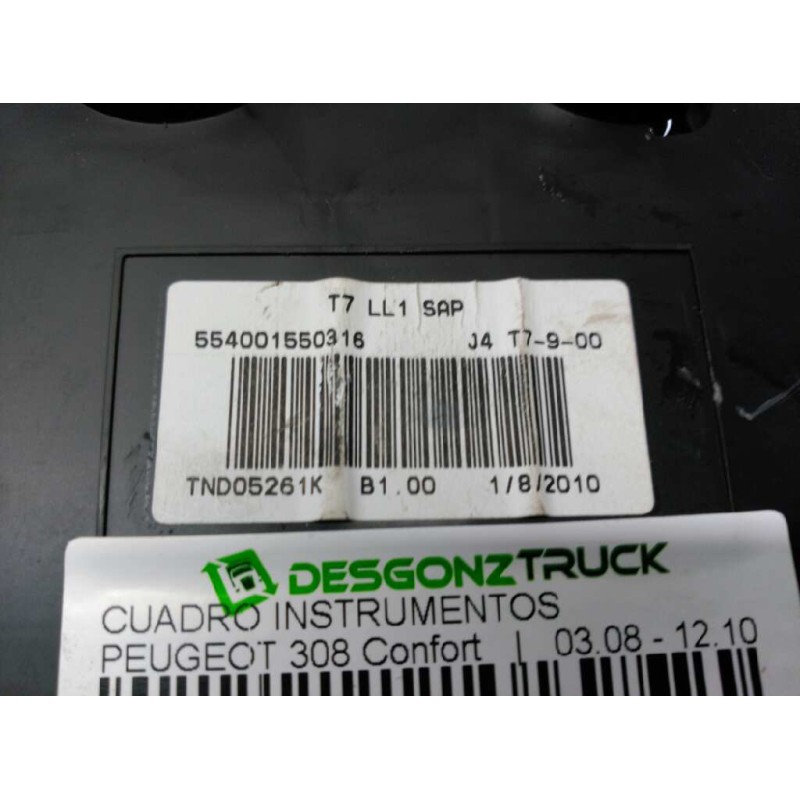 T7 LL1 SAP
554001550316 J4 T7-9-00
TND05261K B1.00 1/8/2010
DESGONZTRUCK
CUADRO INSTRUMENTOS
PEUGEOT 308 Confort | 03.08 - 12.10